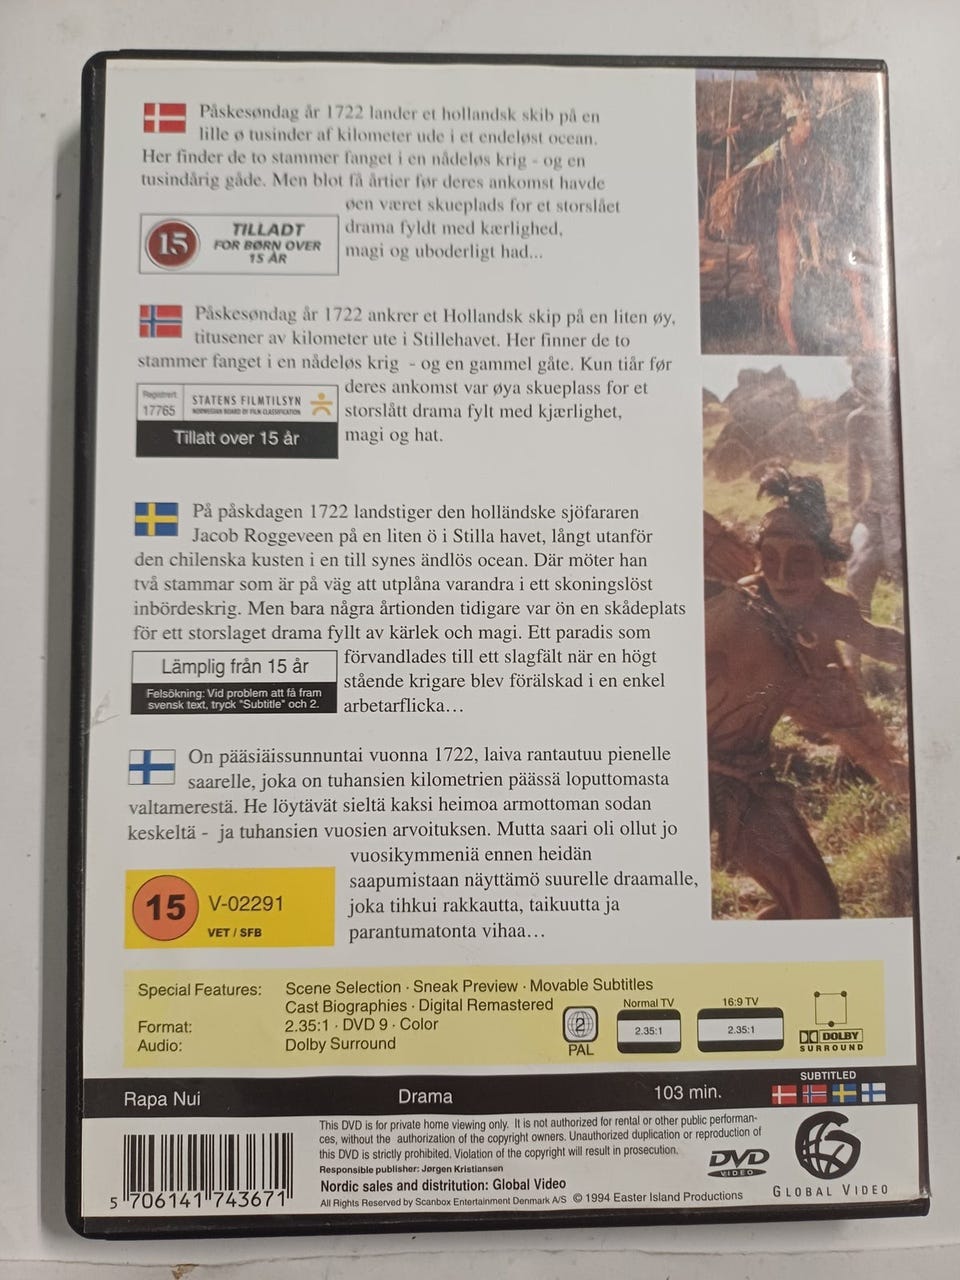 Påskesøndag år 1722 lander et hollandsk skib på en
lille ø tusinder af kilometer ude i et endeløst ocean.
Her finder de to stammer fanget i en nådeløs krig - og en
tusindårig gåde. Men blot få årtier før deres ankomst havde
øen været skueplads for et storslået
drama fyldt med kærlighed,
magi og uboderligt had...
15
TILLADT
FOR BØRN OVER
15 ÅR
Påskesøndag år 1722 ankrer et Hollandsk skip på en liten øy,
titusener av kilometer ute i Stillehavet. Her finner de to
stammer fanget i en nådeløs krig - og en gammel gåte. Kun tiår før
deres ankomst var øya skueplass for et
storslått drama fylt med kjærlighet,
magi og hat.
Registrert
17765
STATENS FILMTILSYN
NORWEGIAN BOARD OF FILM CLASSIFICATION
Tillatt over 15 år
På påskdagen 1722 landstiger den holländske sjöfararen
Jacob Roggeveen på en liten ö i Stilla havet, långt utanför
den chilenska kusten i en till synes ändlös ocean. Där möter han
två stammar som är på väg att utplåna varandra i ett skoningslöst
inbördeskrig. Men bara några årtionden tidigare var ön en skådeplats
för ett storslaget drama fyllt av kärlek och magi. Ett paradis som
förvandlades till ett slagfält när en högt
stående krigare blev förälskad i en enkel
arbetarflicka...
Lämplig från 15 år
Felsökning: Vid problem att få fram
svensk text, tryck "Subtitle" och 2.
On pääsiäissunnuntai vuonna 1722, laiva rantautuu pienelle
saarelle, joka on tuhansien kilometrien päässä loputtomasta
valtamerestä. He löytävät sieltä kaksi heimoa armottoman sodan
keskeltä - ja tuhansien vuosien arvoituksen. Mutta saari oli ollut jo
vuosikymmeniä ennen heidän
saapumistaan näyttämö suurelle draamalle,
joka tihkui rakkautta, taikuutta ja
parantumatonta vihaa...
15
V-02291
VET / SFB
Special Features: Scene Selection · Sneak Preview · Movable Subtitles
Cast Biographies · Digital Remastered
Format: 2.35:1 · DVD 9 · Color
Audio: Dolby Surround
2
PAL
Normal TV
2.35:1
16:9 TV
2.35:1
DOLBY
SURROUND
Rapa Nui
Drama
103 min.
SUBTITLED
This DVD is for private home viewing only. It is not authorized for rental or other public performan-
ces, without the authorization of the copyright owners. Unauthorized duplication or reproduction of
this DVD is strictly prohibited. Violation of the copyright will result in prosecution.
Responsible publisher: Jørgen Kristiansen
Nordic sales and distribution: Global Video
All Rights Reserved by Scanbox Entertainment Denmark A/S © 1994 Easter Island Productions
5 706141 743671
DVD
VIDEO
GLOBAL VIDEO